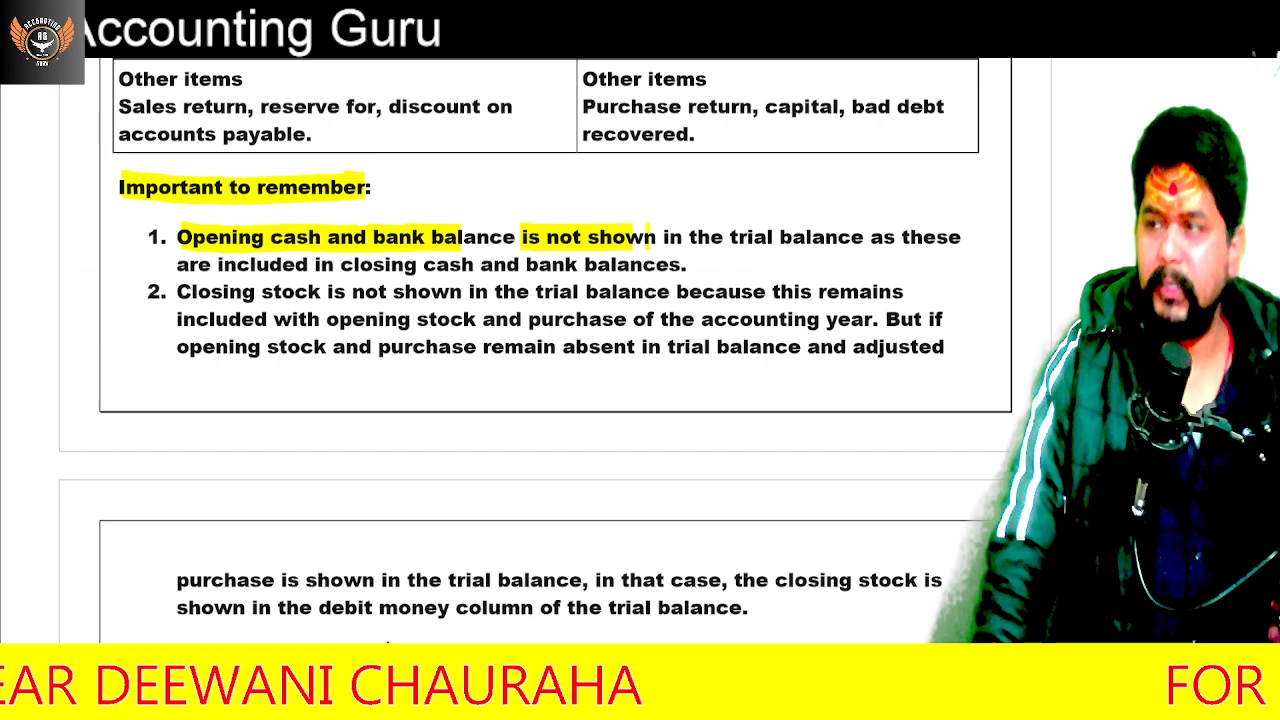 Accounting Guru
ACCOUNTING
AG
GURU
Other items
Sales return, reserve for, discount on
accounts payable.
Other items
Purchase return, capital, bad debt
recovered.
Important to remember:
1. Opening cash and bank balance is not shown in the trial balance as these
are included in closing cash and bank balances.
2. Closing stock is not shown in the trial balance because this remains
included with opening stock and purchase of the accounting year. But if
opening stock and purchase remain absent in trial balance and adjusted
purchase is shown in the trial balance, in that case, the closing stock is
shown in the debit money column of the trial balance.
EAR DEEWANI CHAURAHA FOR